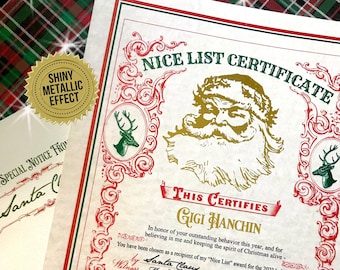 SHINY
METALLIC
EFFECT
NICE LIST CERTIFICATE
SPECIAL NOTICE FROM
Santa
THIS CERTIFIES
GIGI HANCHIN
In honor of your outstanding behavior this year, and for
believing in me and keeping the spirit of Christmas alive
You have been chosen as a recipient of my "Nice List" award for the
Santa Claus